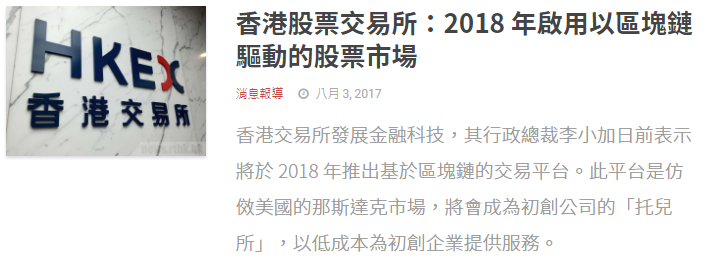 HKEX
香港交易所
香港股票交易所：2018 年啟用以區塊鏈
驅動的股票市場
消息報導 八月 3, 2017
香港交易所發展金融科技，其行政總裁李小加日前表示
將於 2018 年推出基於區塊鏈的交易平台。此平台是仿
傚美國的那斯達克市場，將會成為初創公司的「托兒
所」，以低成本為初創企業提供服務。